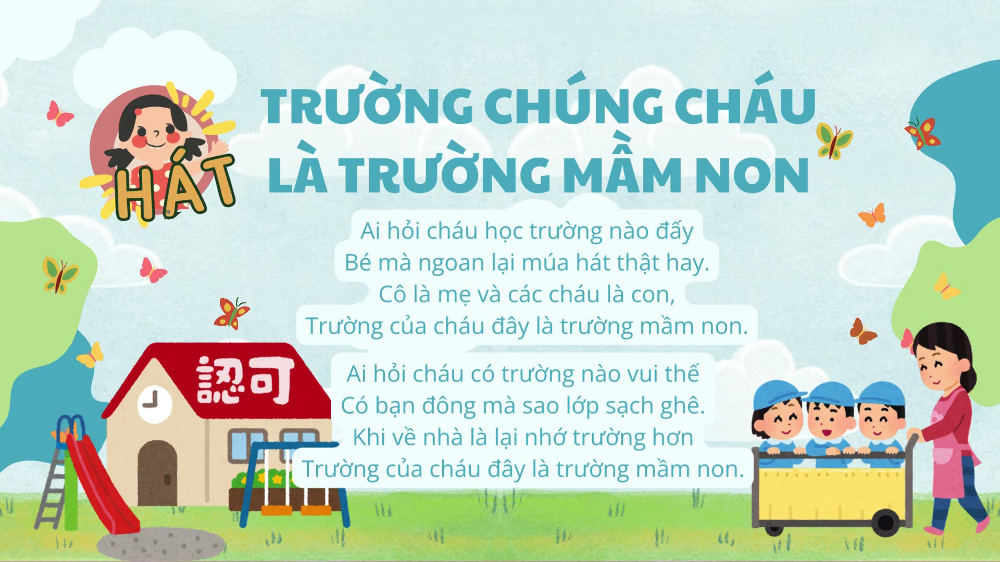 HÁT
TRƯỜNG CHÚNG CHÁU
LÀ TRƯỜNG MẦM NON
Ai hỏi cháu học trường nào đấy
Bé mà ngoan lại múa hát thật hay.
Cô là mẹ và các cháu là con,
Trường của cháu đây là trường mầm non.
Ai hỏi cháu có trường nào vui thế
Có bạn đông mà sao lớp sạch ghê.
Khi về nhà là lại nhớ trường hơn
Trường của cháu đây là trường mầm non.
認可